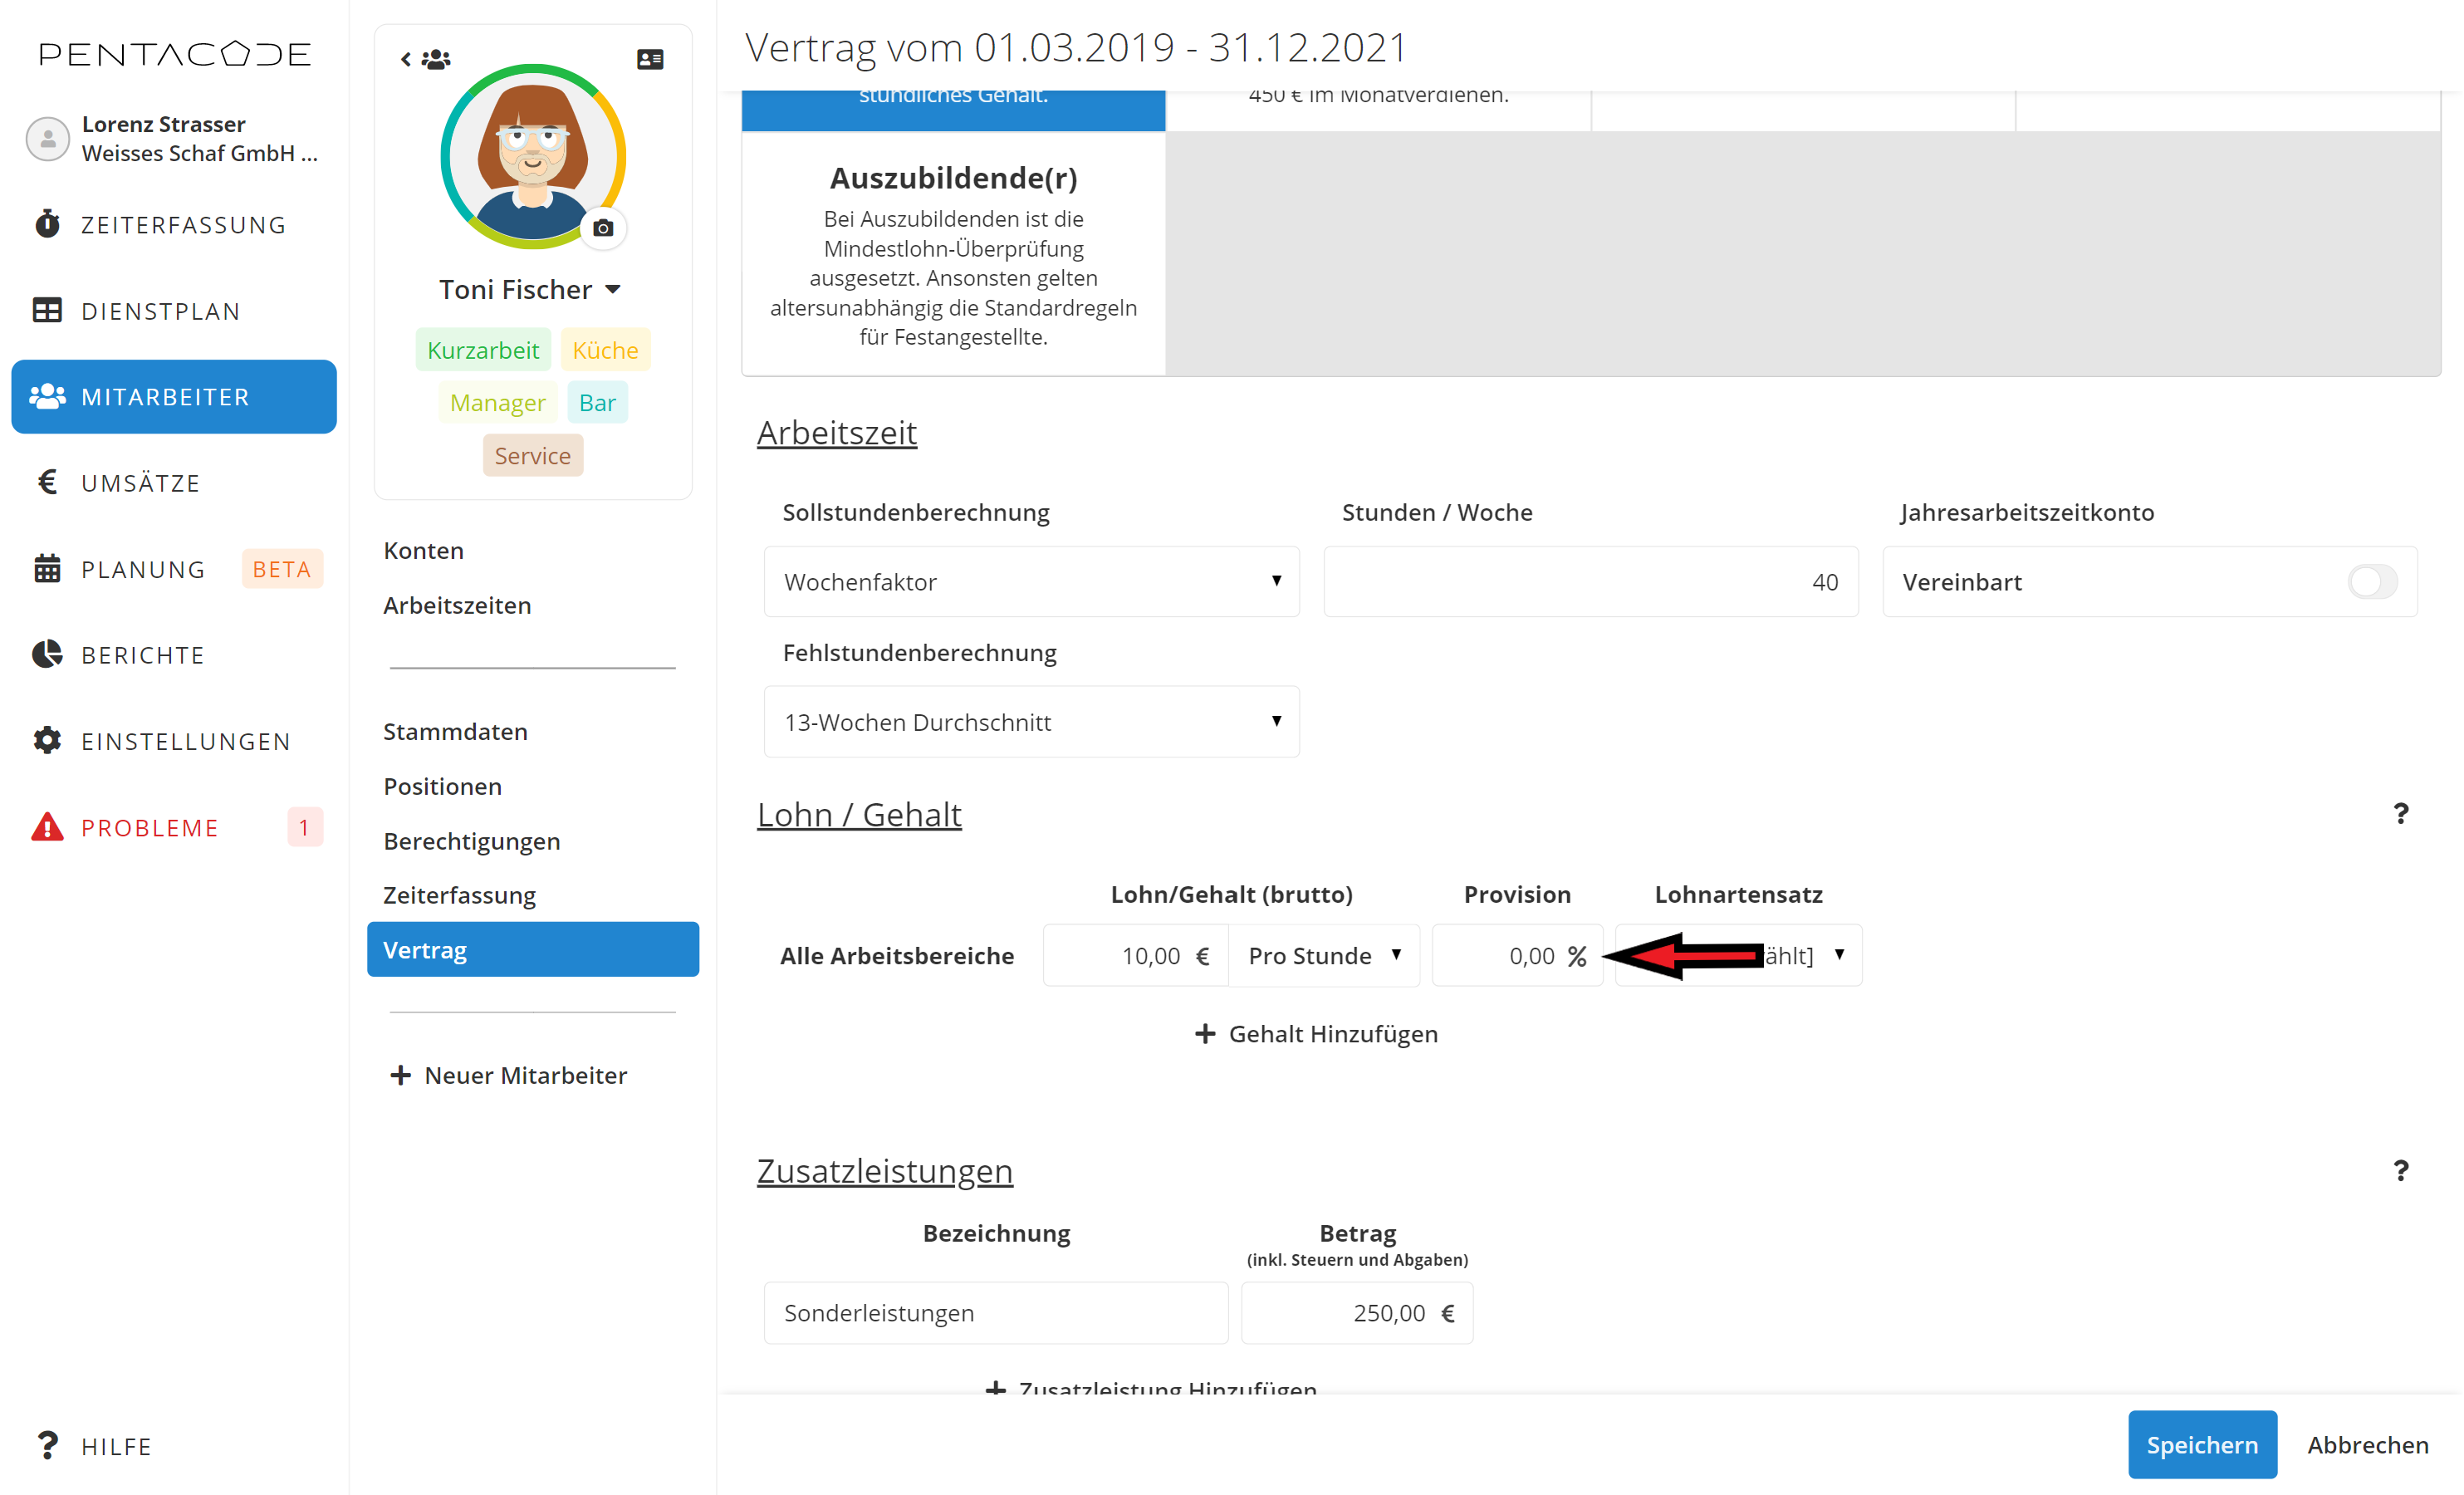 PENTACODE
Lorenz Strasser
Weisses Schaf GmbH ...
ZEITERFASSUNG
DIENSTPLAN
MITARBEITER
€ UMSÄTZE
PLANUNG BETA
BERICHTE
EINSTELLUNGEN
PROBLEME 1
? HILFE
Toni Fischer
Kurzarbeit Küche
Manager Bar
Service
Konten
Arbeitszeiten
Stammdaten
Positionen
Berechtigungen
Zeiterfassung
Vertrag
+ Neuer Mitarbeiter
Vertrag vom 01.03.2019 - 31.12.2021
stündliches Gehalt.
450 € im Monatverdienen.
Auszubildende(r)
Bei Auszubildenden ist die
Mindestlohn-Überprüfung
ausgesetzt. Ansonsten gelten
altersunabhängig die Standardregeln
für Festangestellte.
Arbeitszeit
Sollstundenberechnung Stunden / Woche Jahresarbeitszeitkonto
Wochenfaktor 40 Vereinbart
Fehlstundenberechnung
13-Wochen Durchschnitt
Lohn / Gehalt ?
Lohn/Gehalt (brutto) Provision Lohnartensatz
Alle Arbeitsbereiche 10,00 € Pro Stunde 0,00 % ählt]
+ Gehalt Hinzufügen
Zusatzleistungen ?
Bezeichnung Betrag
(inkl. Steuern und Abgaben)
Sonderleistungen 250,00 €
+ Zusatzleistung Hinzufügen
Speichern Abbrechen